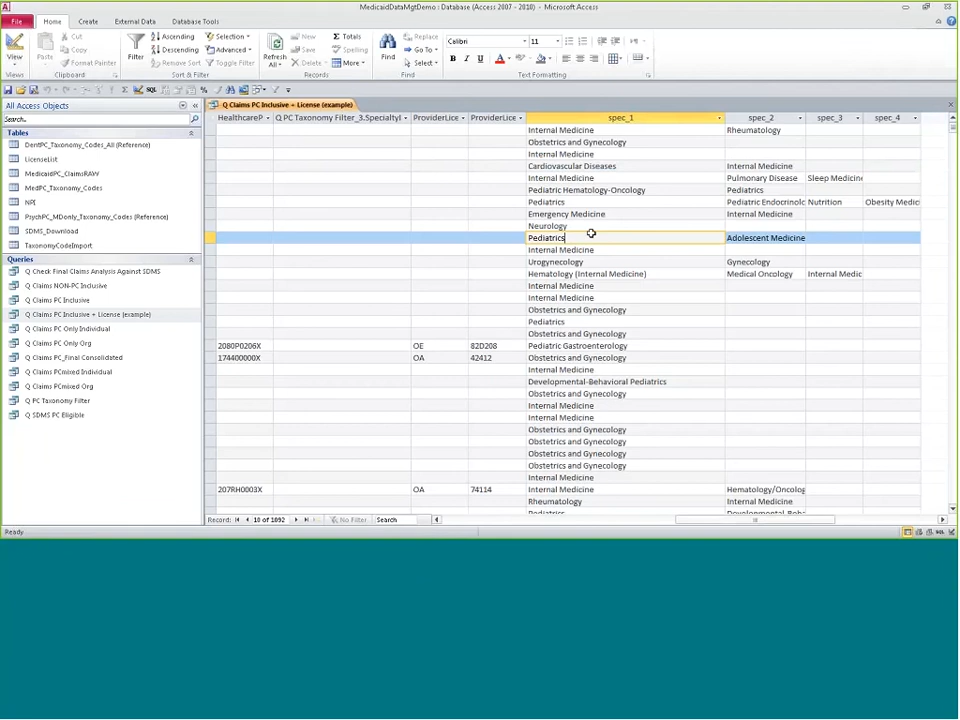 MedicaidDataMgtDemo : Database (Access 2007 - 2010) - Microsoft Access
File Home Create External Data Database Tools
View
Views
Paste
Cut
Copy
Format Painter
Clipboard
Filter
Ascending
Descending
Remove Sort
Selection
Advanced
Toggle Filter
Sort & Filter
Refresh All
New
Save
Delete
Totals
Spelling
More
Records
Find
Replace
Go To
Select
Find
Calibri 11
B I U
Text Formatting
All Access Objects
Search...
Tables
DentPC_Taxonomy_Codes_All (Reference)
LicenseList
MedicaidPC_ClaimsRAW
MedPC_Taxonomy_Codes
NPI
PsychPC_MDonly_Taxonomy_Codes (Reference)
SDMS_Download
TaxonomyCodeImport
Queries
Q Check Final Claims Analysis Against SDMS
Q Claims NON-PC Inclusive
Q Claims PC Inclusive
Q Claims PC Inclusive + License (example)
Q Claims PC Only Individual
Q Claims PC Only Org
Q Claims PC_Final Consolidated
Q Claims PCmixed Individual
Q Claims PCmixed Org
Q PC Taxonomy Filter
Q SDMS PC Eligible
Q Claims PC Inclusive + License (example)
HealthcareP Q PC Taxonomy Filter_3.Specialtyl ProviderLice ProviderLice spec_1 spec_2 spec_3 spec_4
Internal Medicine Rheumatology
Obstetrics and Gynecology
Internal Medicine
Cardiovascular Diseases Internal Medicine
Internal Medicine Pulmonary Disease Sleep Medicine
Pediatric Hematology-Oncology Pediatrics
Pediatrics Pediatric Endocrinolc Nutrition Obesity Medic
Emergency Medicine Internal Medicine
Neurology
Pediatrics Adolescent Medicine
Internal Medicine
Urogynecology Gynecology
Hematology (Internal Medicine) Medical Oncology Internal Medic
Internal Medicine
Internal Medicine
Obstetrics and Gynecology
Pediatrics
Obstetrics and Gynecology
2080P0206X OE 82D208 Pediatric Gastroenterology
174400000X OA 42412 Obstetrics and Gynecology
Internal Medicine
Developmental-Behavioral Pediatrics
Obstetrics and Gynecology
Internal Medicine
Internal Medicine
Obstetrics and Gynecology
Obstetrics and Gynecology
Obstetrics and Gynecology
Obstetrics and Gynecology
Internal Medicine
207RH0003X OA 74114 Internal Medicine Hematology/Oncolog
Rheumatology Internal Medicine
Pediatrics Developmental-Beha
Record: 10 of 1892 No Filter Search
Ready